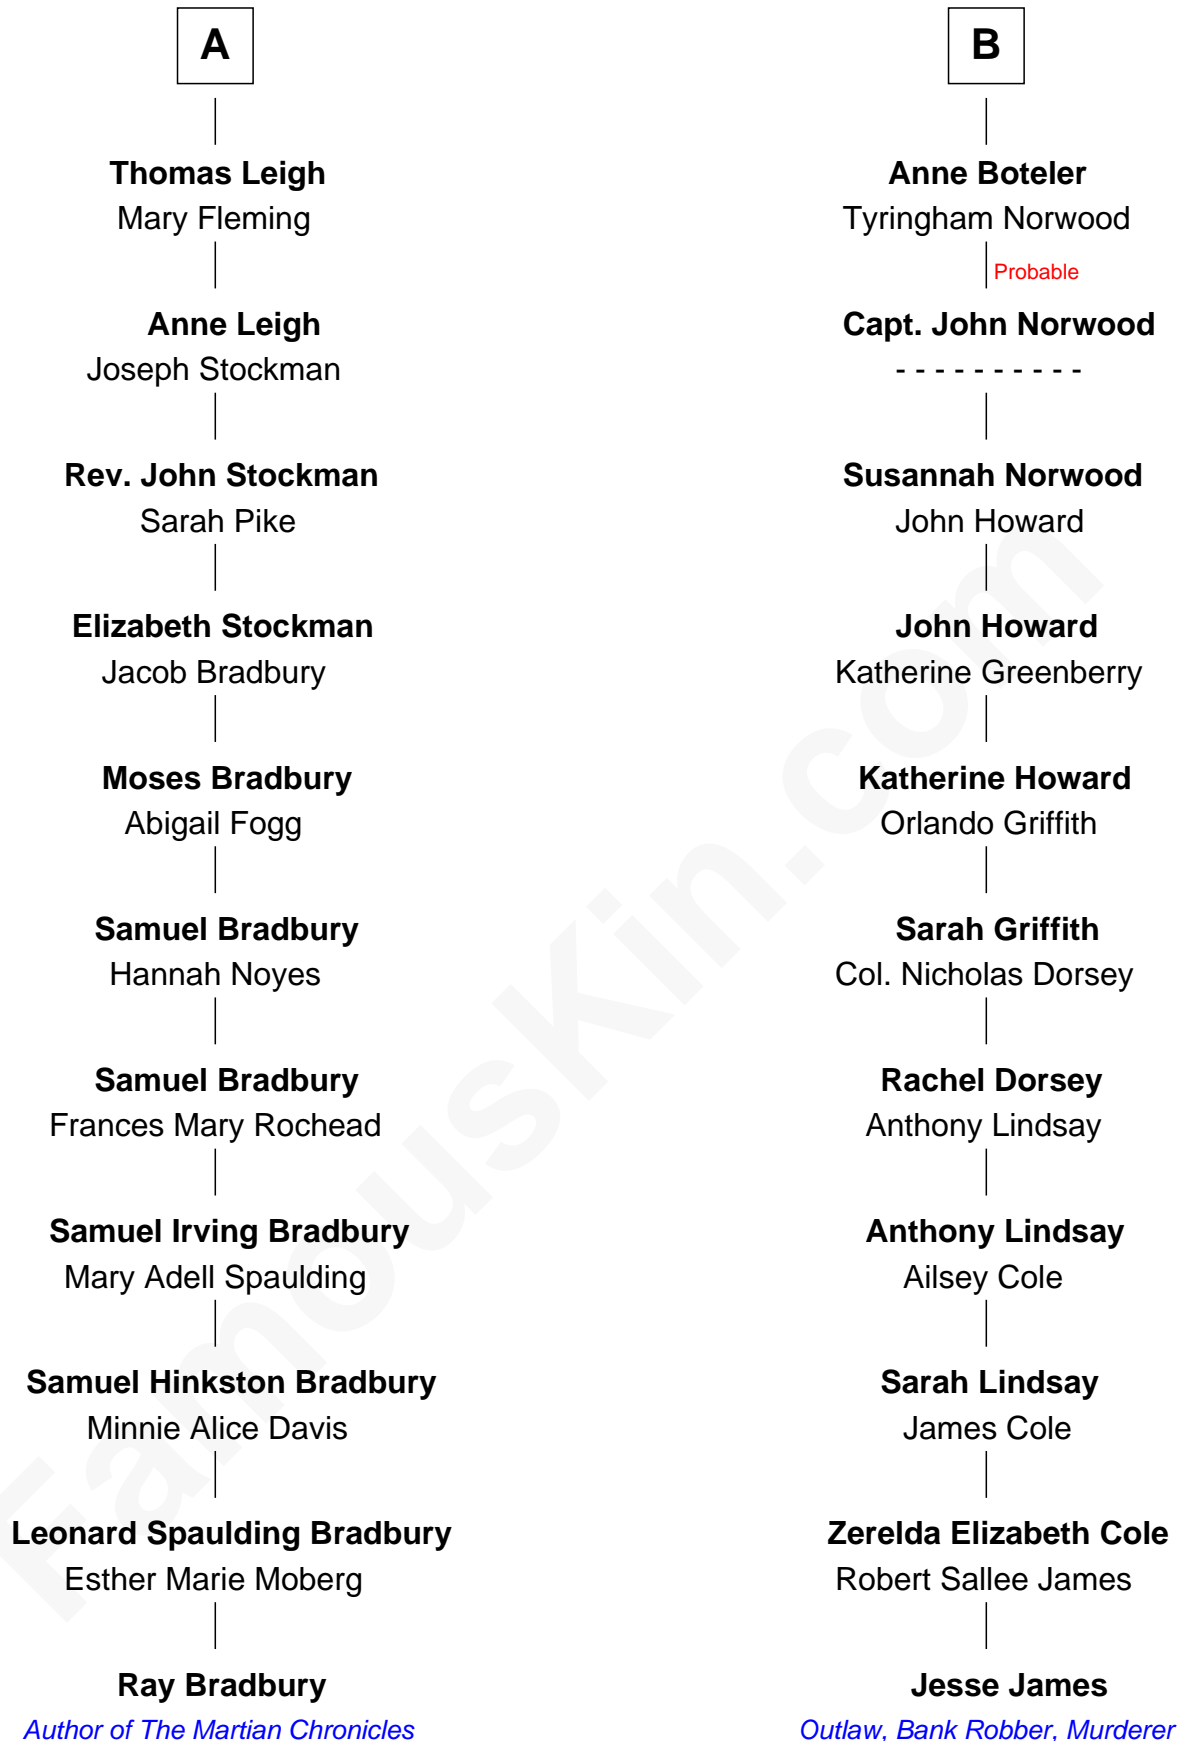 A
Thomas Leigh
Mary Fleming
Anne Leigh
Joseph Stockman
Rev. John Stockman
Sarah Pike
Elizabeth Stockman
Jacob Bradbury
Moses Bradbury
Abigail Fogg
Samuel Bradbury
Hannah Noyes
Samuel Bradbury
Frances Mary Rochead
Samuel Irving Bradbury
Mary Adell Spaulding
Samuel Hinkston Bradbury
Minnie Alice Davis
Leonard Spaulding Bradbury
Esther Marie Moberg
Ray Bradbury
Author of The Martian Chronicles
B
Anne Boteler
Tyringham Norwood
Probable
Capt. John Norwood
- - - - - - - - - -
Susannah Norwood
John Howard
John Howard
Katherine Greenberry
Katherine Howard
Orlando Griffith
Sarah Griffith
Col. Nicholas Dorsey
Rachel Dorsey
Anthony Lindsay
Anthony Lindsay
Ailsey Cole
Sarah Lindsay
James Cole
Zerelda Elizabeth Cole
Robert Sallee James
Jesse James
Outlaw, Bank Robber, Murderer
FamousKin.com